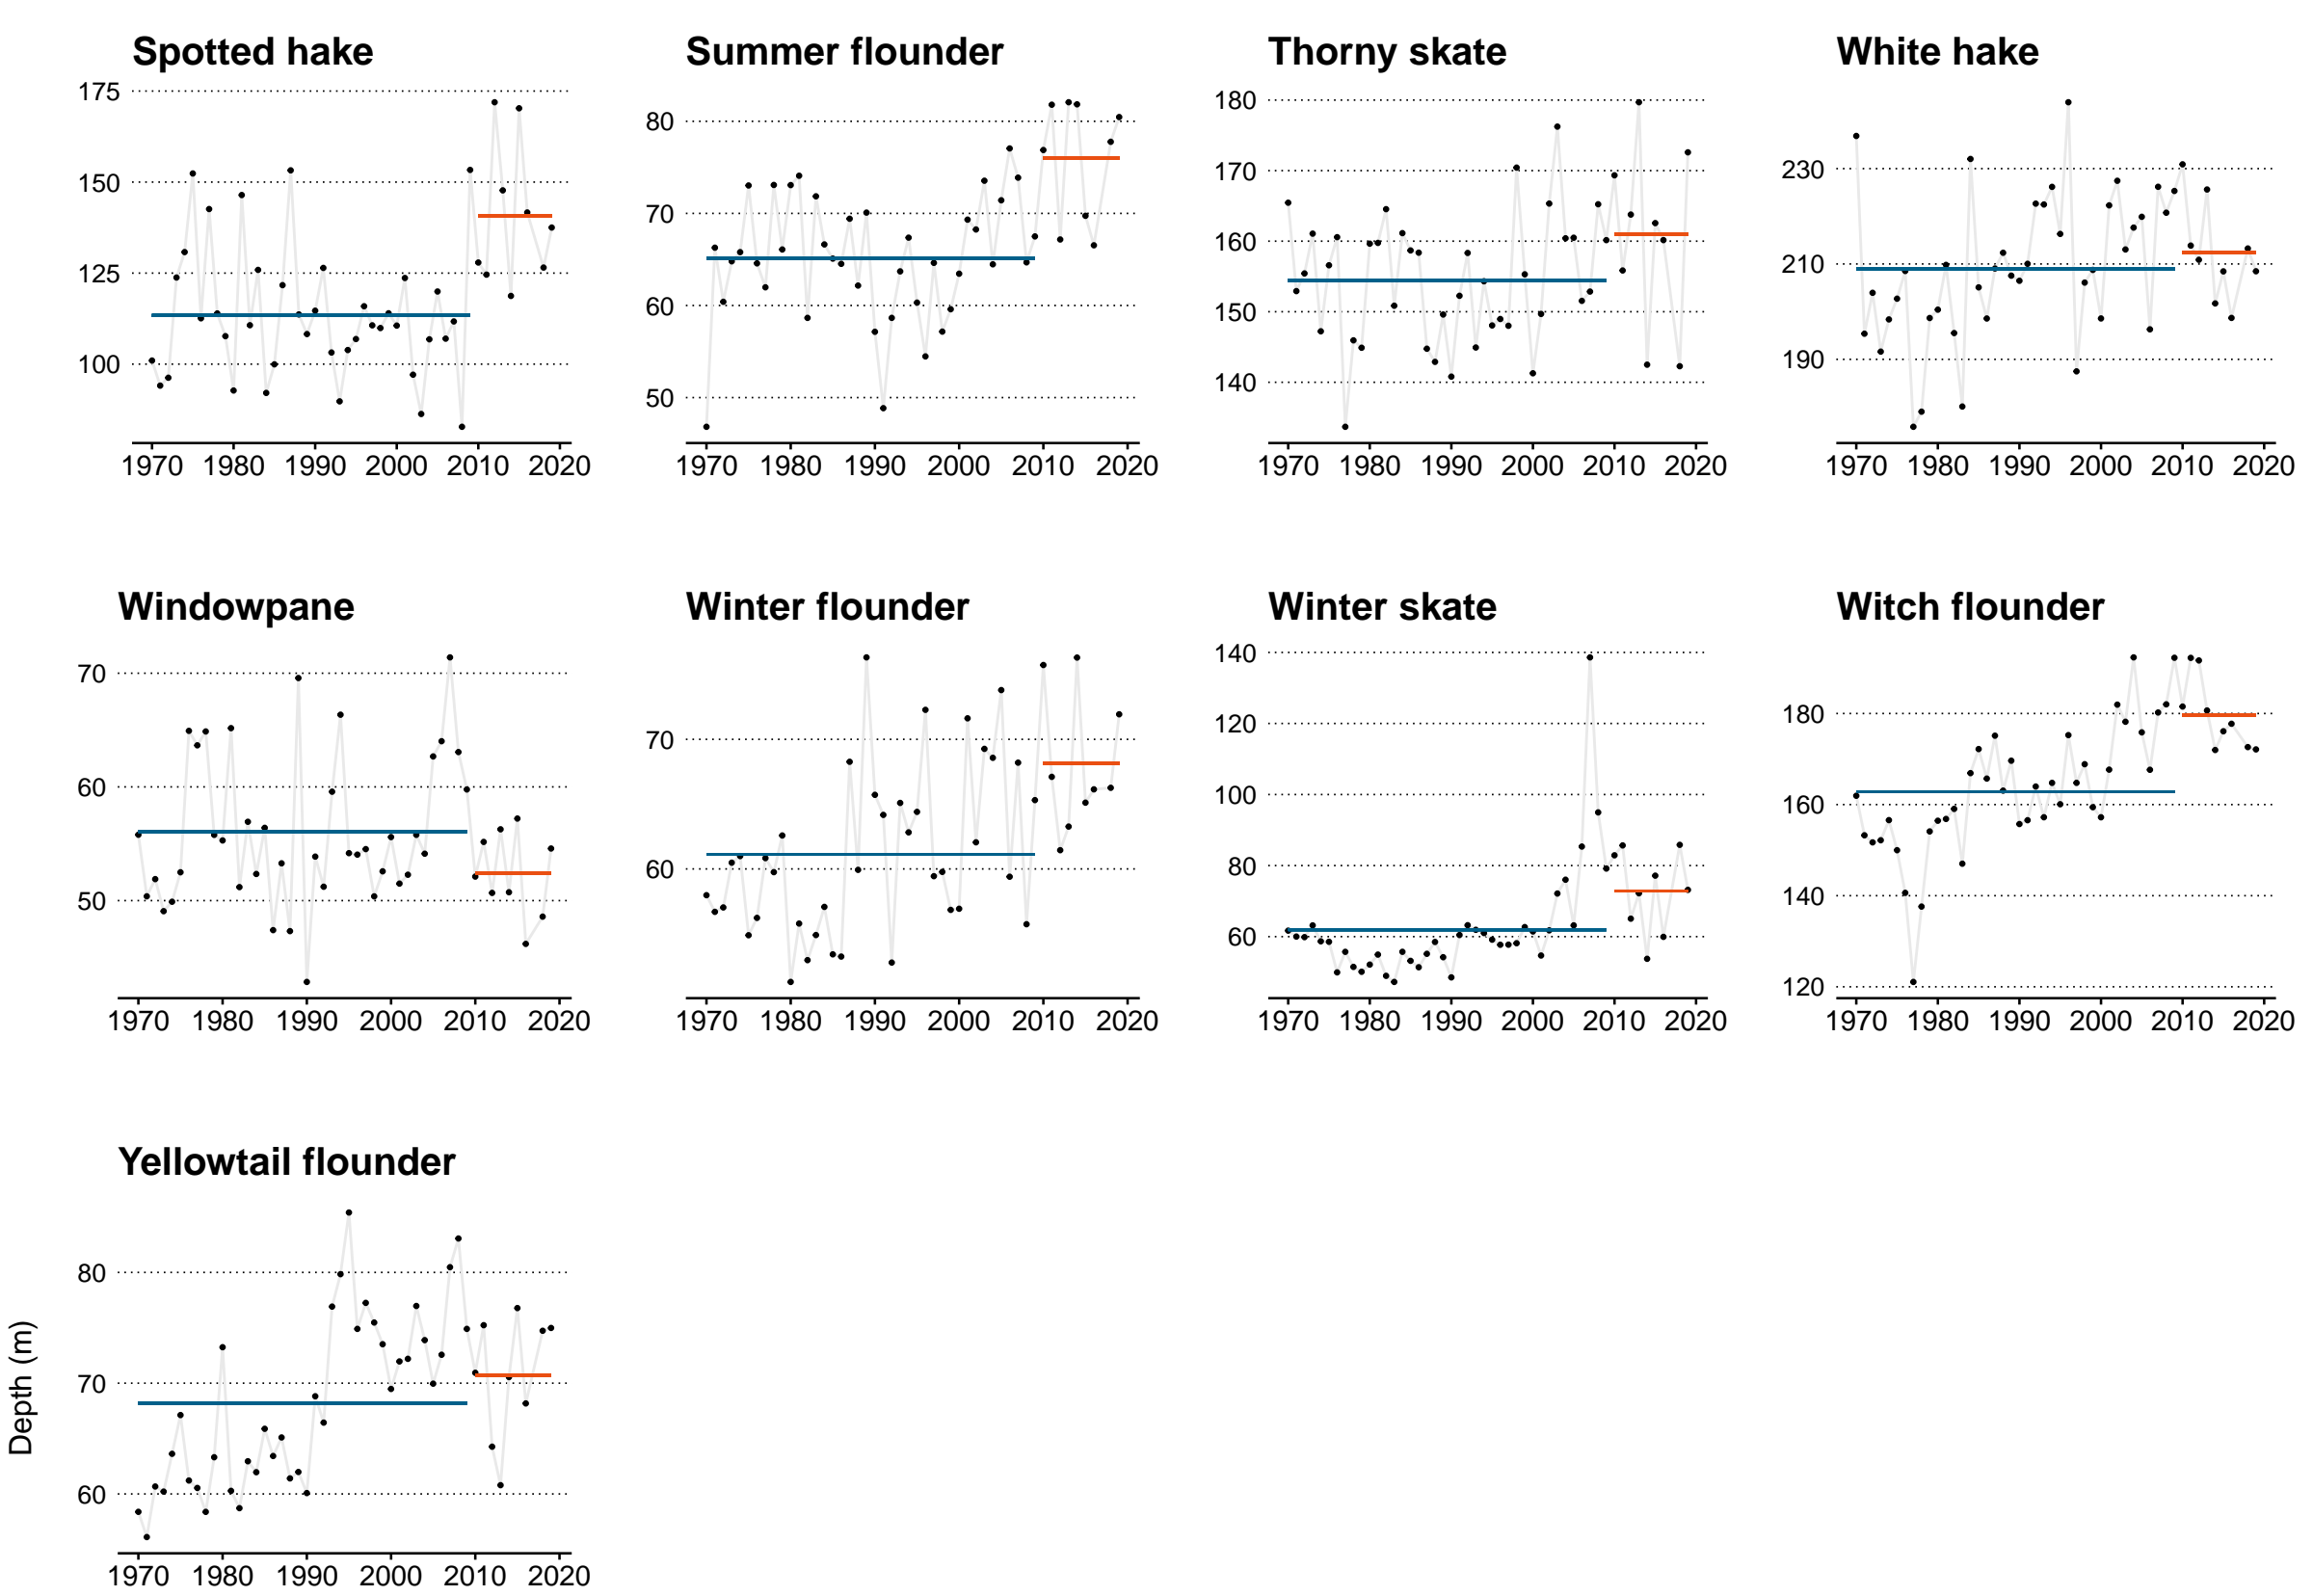 Spotted hake
175
150
125
100
1970 1980 1990 2000 2010 2020
Summer flounder
80
70
60
50
1970 1980 1990 2000 2010 2020
Thorny skate
180
170
160
150
140
1970 1980 1990 2000 2010 2020
White hake
230
210
190
1970 1980 1990 2000 2010 2020
Windowpane
70
60
50
1970 1980 1990 2000 2010 2020
Winter flounder
70
60
1970 1980 1990 2000 2010 2020
Winter skate
140
120
100
80
60
1970 1980 1990 2000 2010 2020
Witch flounder
180
160
140
120
1970 1980 1990 2000 2010 2020
Yellowtail flounder
80
70
60
1970 1980 1990 2000 2010 2020
Depth (m)